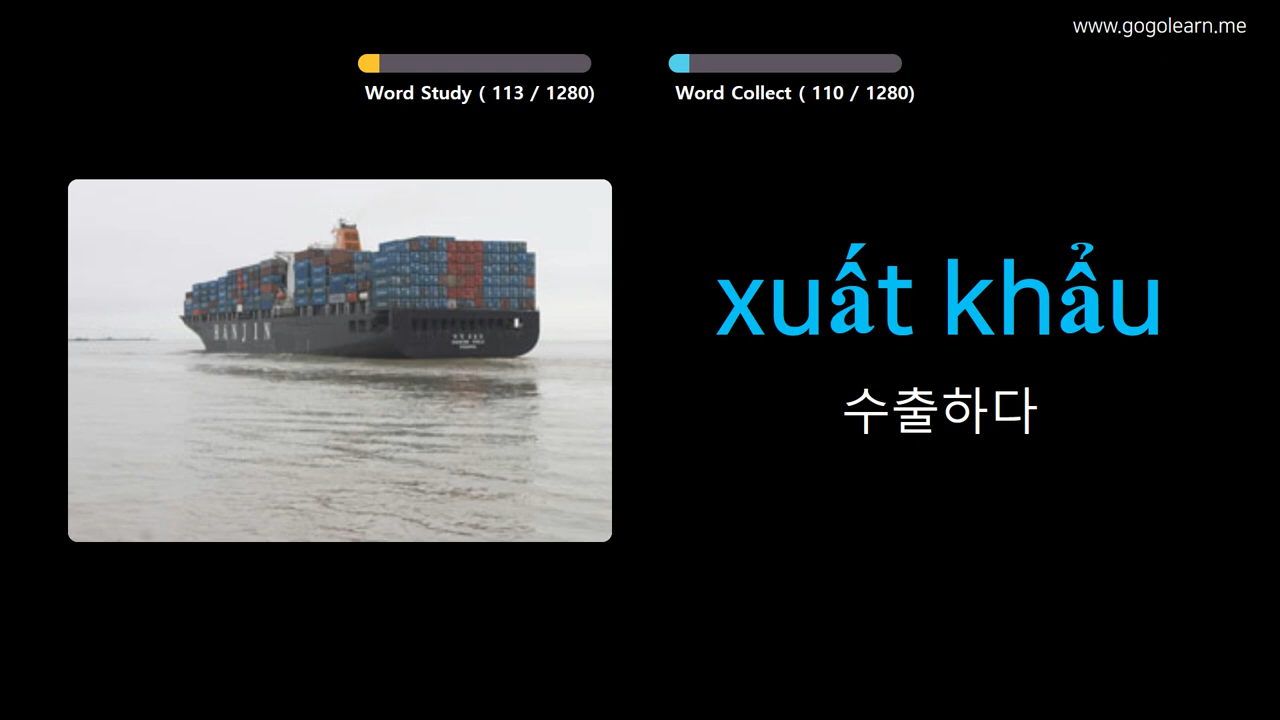 www.gogolearn.me
Word Study ( 113 / 1280)
Word Collect ( 110 / 1280)
HANJIN
xuất khẩu
수출하다